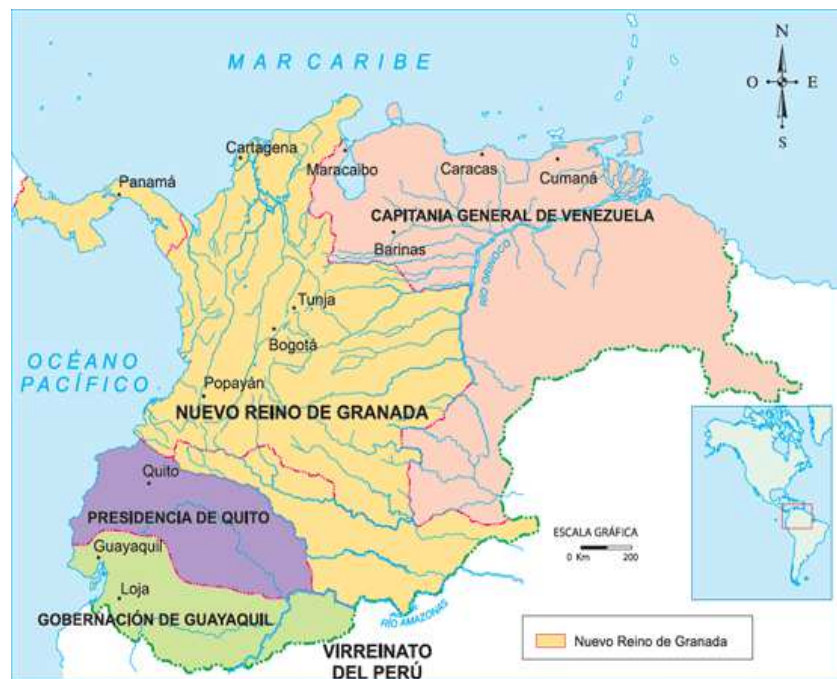 MAR CARIBE
N
O
E
S
Cartagena
Maracaibo
Caracas
Cumaná
Panamá
CAPITANIA GENERAL DE VENEZUELA
Barinas
RÍO ORINOCO
Tunja
Bogotá
OCÉANO
PACÍFICO
Popayán
NUEVO REINO DE GRANADA
Quito
PRESIDENCIA DE QUITO
ESCALA GRÁFICA
0 Km 200
Guayaquil
Loja
GOBERNACIÓN DE GUAYAQUIL
RÍO AMAZONAS
VIRREINATO
DEL PERÚ
Nuevo Reino de Granada